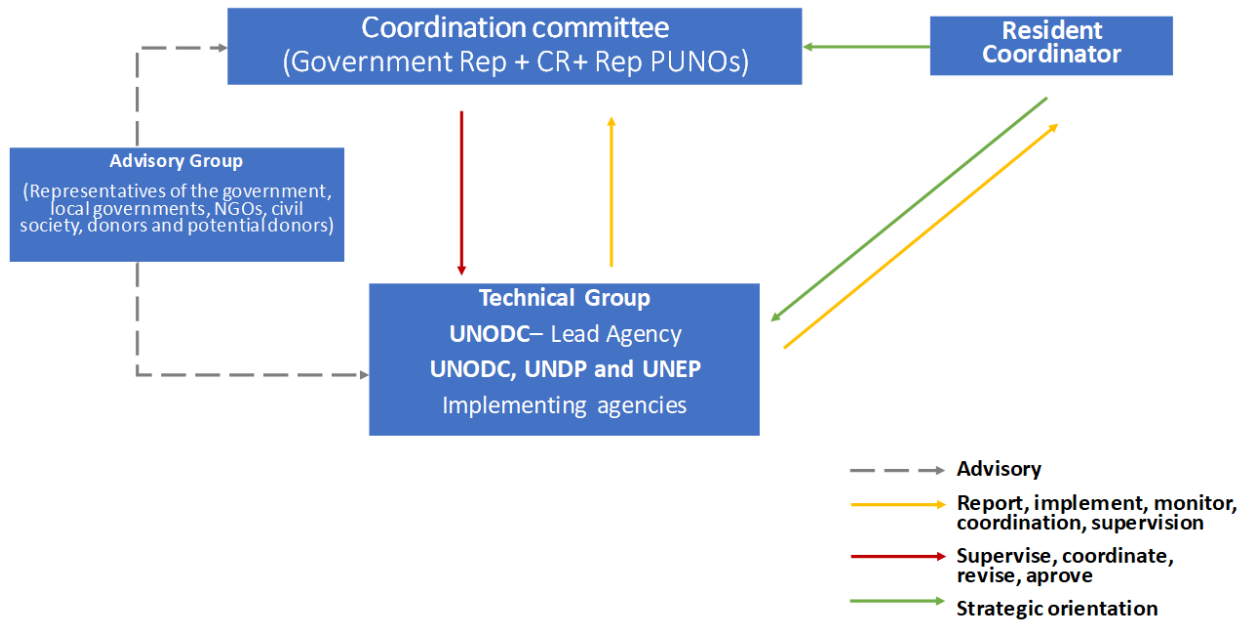 Coordination committee
(Government Rep + CR+ Rep PUNOs)
Resident
Coordinator
Advisory Group
(Representatives of the government,
local governments, NGOs, civil
society, donors and potential donors)
Technical Group
UNODC– Lead Agency
UNODC, UNDP and UNEP
Implementing agencies
Advisory
Report, implement, monitor,
coordination, supervision
Supervise, coordinate,
revise, aprove
Strategic orientation